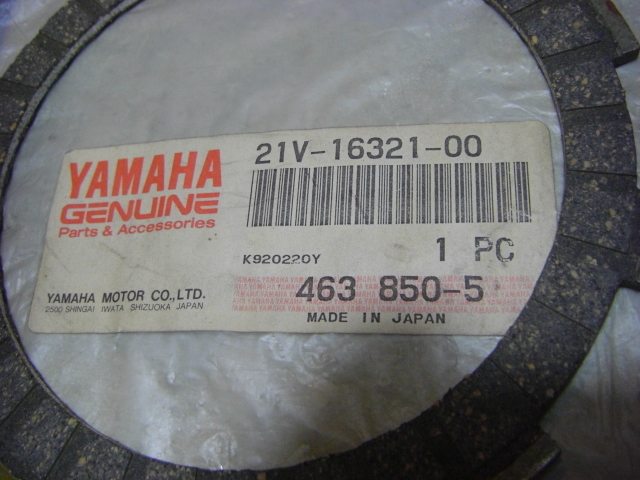 YAMAHA
GENUINE
Parts & Accessories
YAMAHA MOTOR CO.,LTD.
2500 SHINGAI IWATA SHIZUOKA JAPAN
21V-16321-00
K920220Y
1 PC
463 850-5
MADE IN JAPAN